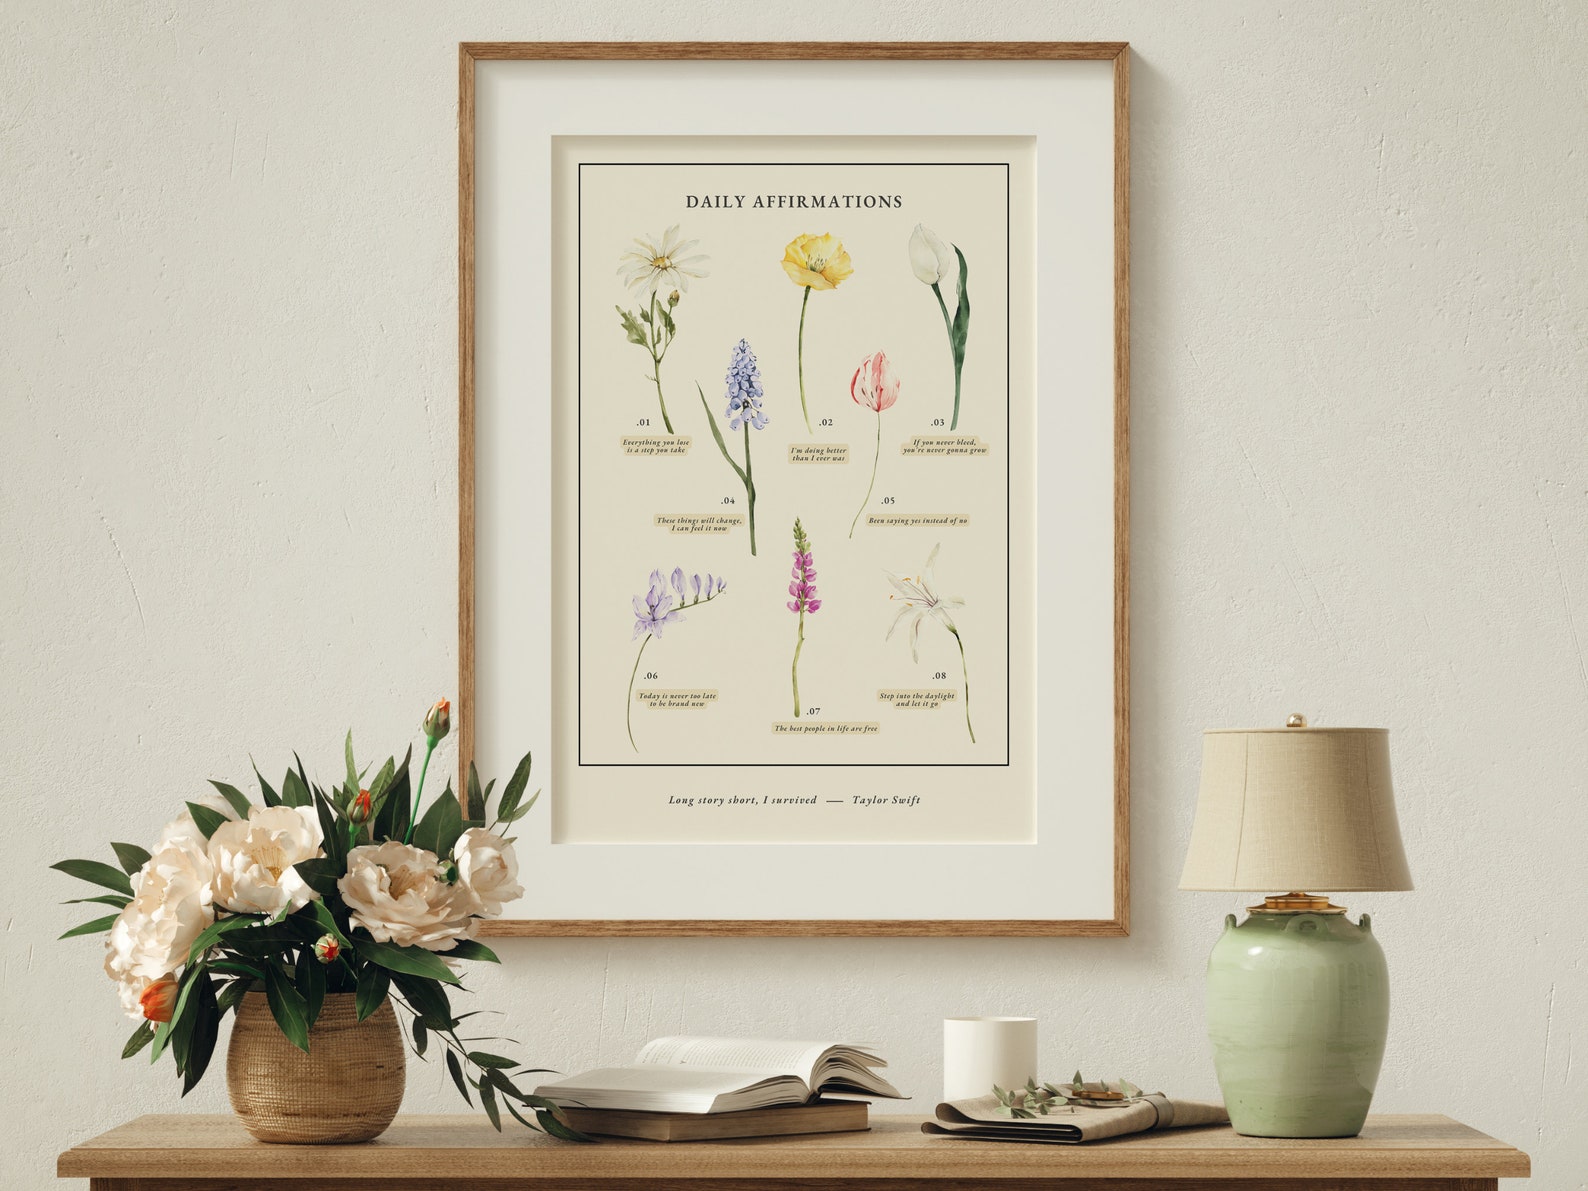 DAILY AFFIRMATIONS
.01
Everything you lose
is a step you take
.02
I'm doing better
than I ever was
.03
If you never bleed,
you're never gonna grow
.04
These things will change,
I can feel it now
.05
Been saying yes instead of no
.06
Today is never too late
to be brand new
.07
The best people in life are free
.08
Step into the daylight
and let it go
Long story short, I survived — Taylor Swift